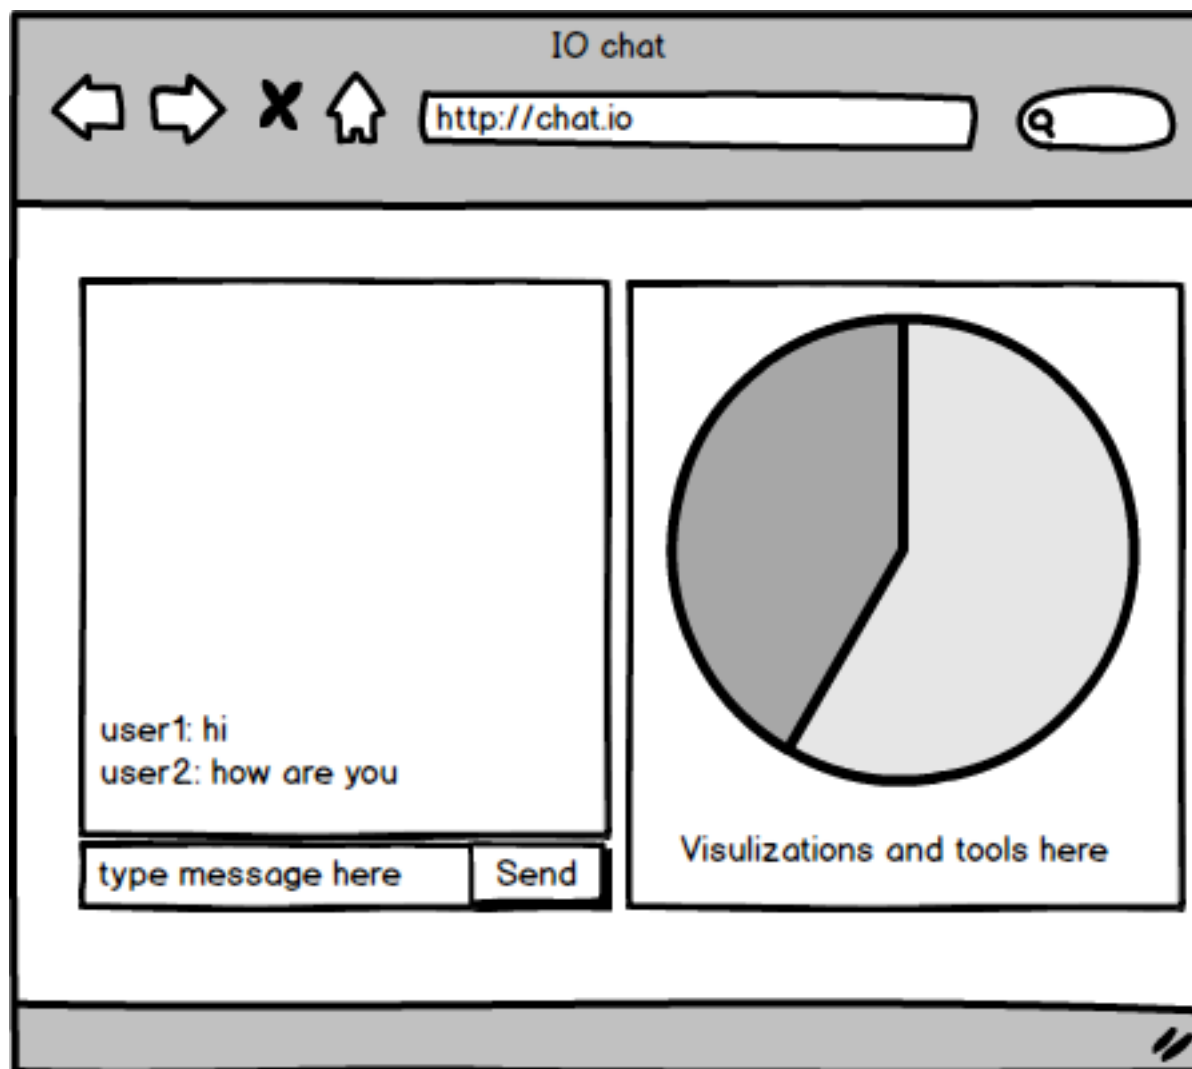 IO chat
http://chat.io
user1: hi
user2: how are you
type message here
Send
Visulizations and tools here